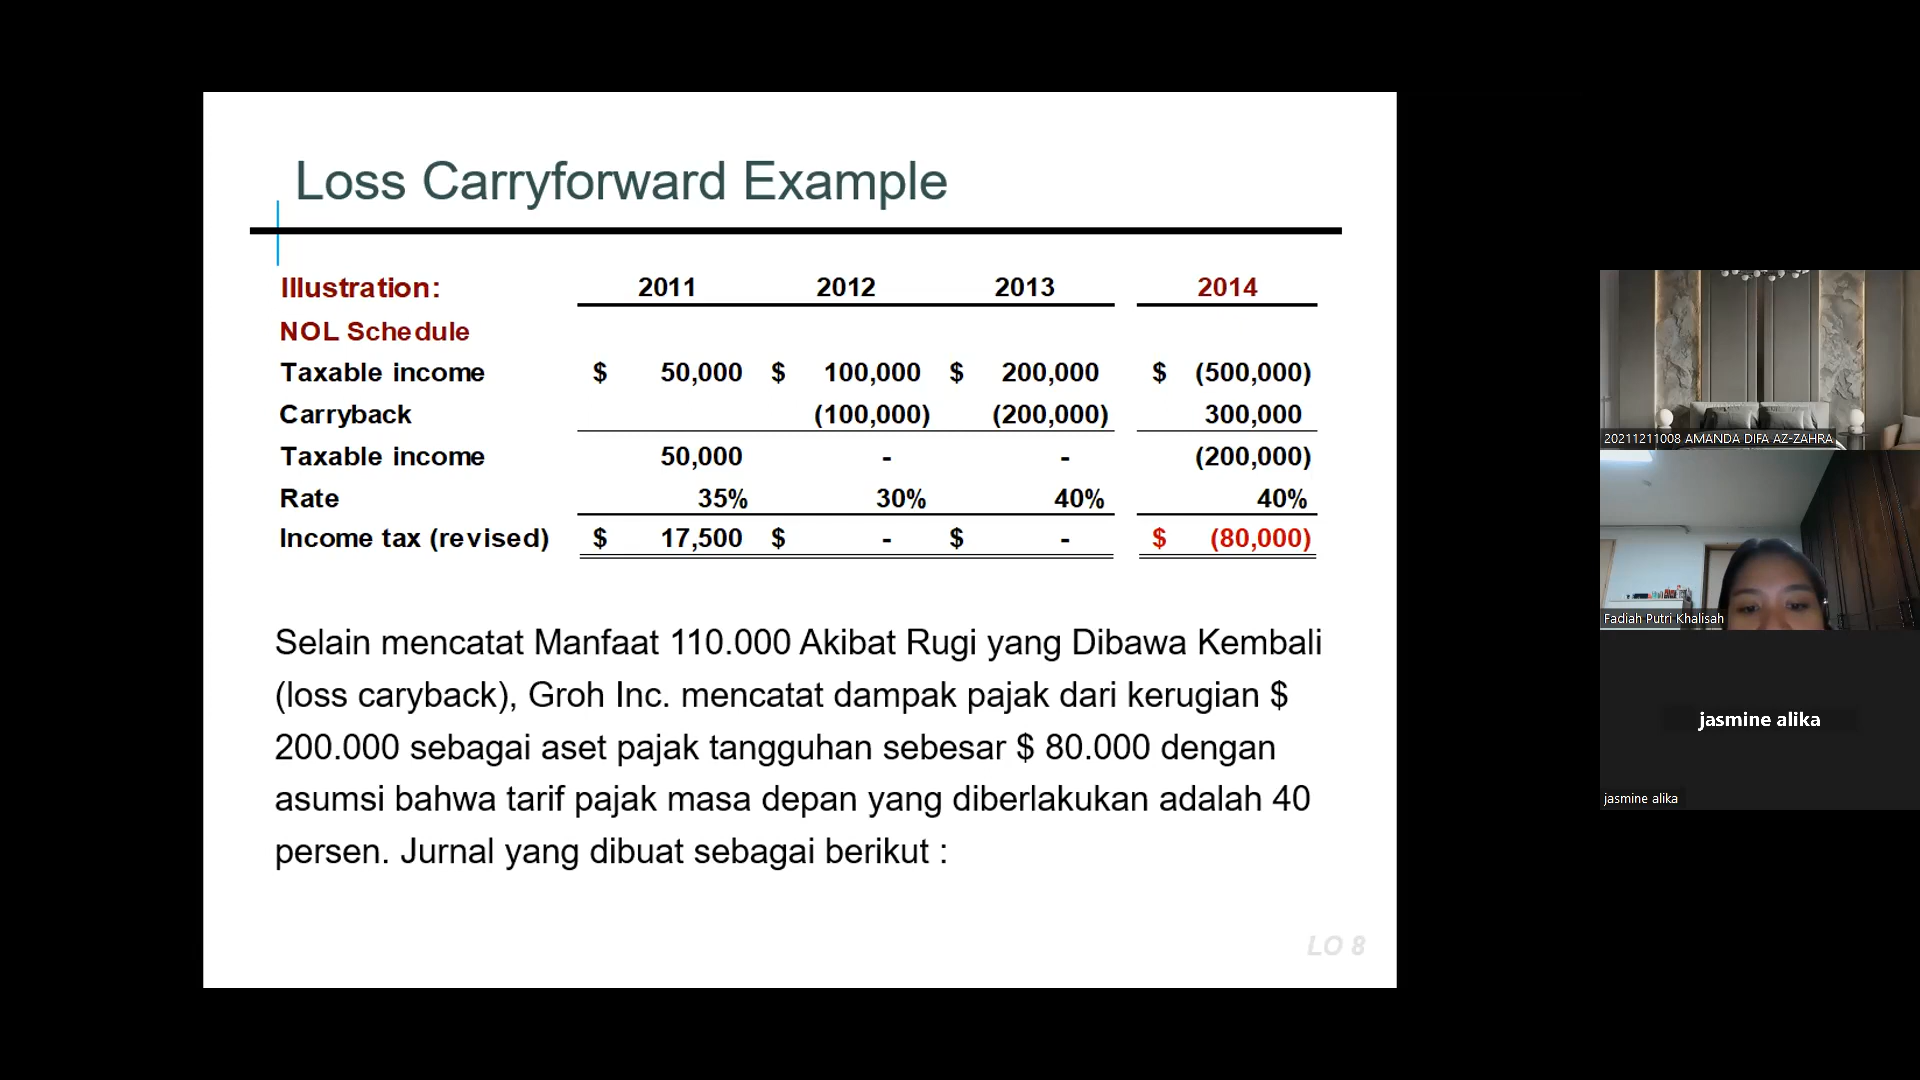 Loss Carryforward Example
Illustration: 2011 2012 2013 2014
NOL Schedule
Taxable income $ 50,000 $ 100,000 $ 200,000 $ (500,000)
Carryback (100,000) (200,000) 300,000
Taxable income 50,000 - - (200,000)
Rate 35% 30% 40% 40%
Income tax (revised) $ 17,500 $ - $ - $ (80,000)
Selain mencatat Manfaat 110.000 Akibat Rugi yang Dibawa Kembali
(loss caryback), Groh Inc. mencatat dampak pajak dari kerugian $
200.000 sebagai aset pajak tangguhan sebesar $ 80.000 dengan
asumsi bahwa tarif pajak masa depan yang diberlakukan adalah 40
persen. Jurnal yang dibuat sebagai berikut :
LO 8
20211211008 AMANDA DIFA AZ-ZAHRA
Fadiah Putri Khalisah
jasmine alika
jasmine alika